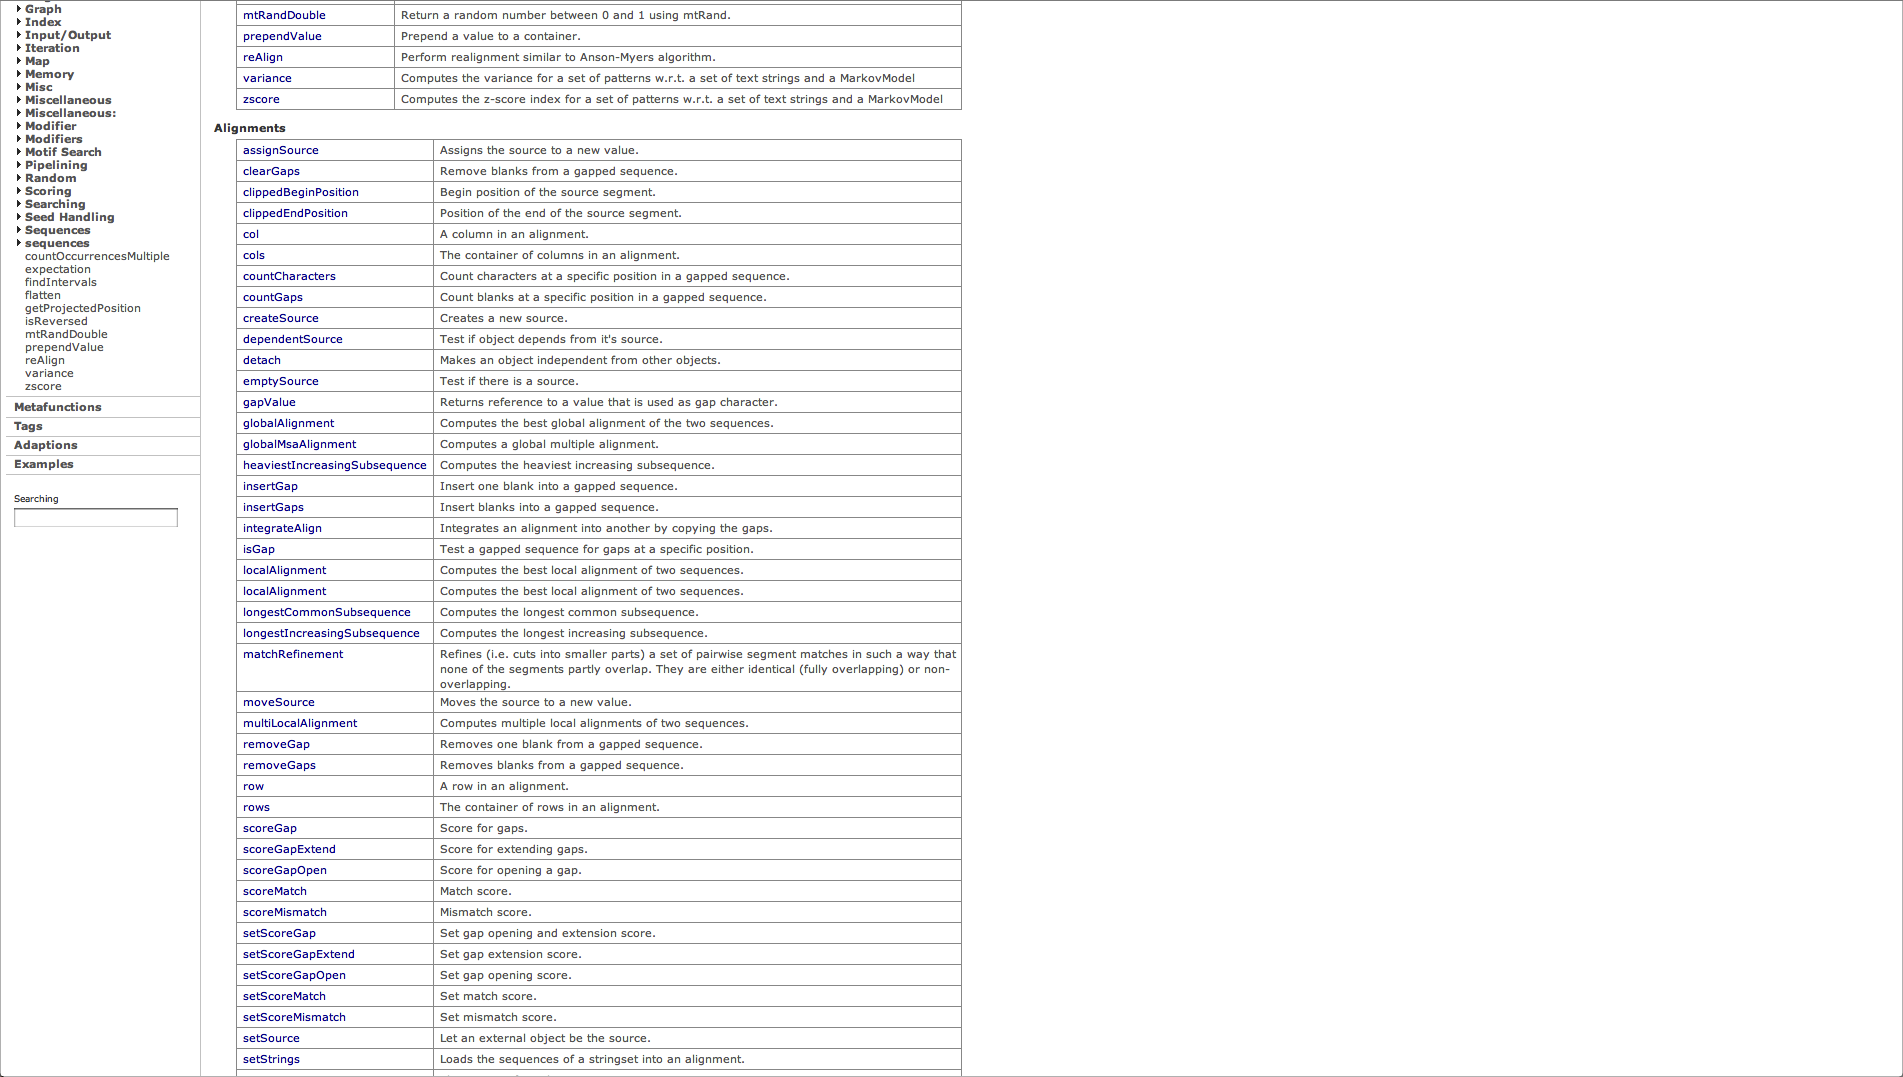 Graph
Index
Input/Output
Iteration
Map
Memory
Misc
Miscellaneous
Miscellaneous:
Modifier
Modifiers
Motif Search
Pipelining
Random
Scoring
Searching
Seed Handling
Sequences
sequences
countOccurrencesMultiple
expectation
findIntervals
flatten
getProjectedPosition
isReversed
mtRandDouble
prependValue
reAlign
variance
zscore
Metafunctions
Tags
Adaptions
Examples
Searching
mtRandDouble Return a random number between 0 and 1 using mtRand.
prependValue Prepend a value to a container.
reAlign Perform realignment similar to Anson-Myers algorithm.
variance Computes the variance for a set of patterns w.r.t. a set of text strings and a MarkovModel
zscore Computes the z-score index for a set of patterns w.r.t. a set of text strings and a MarkovModel
Alignments
assignSource Assigns the source to a new value.
clearGaps Remove blanks from a gapped sequence.
clippedBeginPosition Begin position of the source segment.
clippedEndPosition Position of the end of the source segment.
col A column in an alignment.
cols The container of columns in an alignment.
countCharacters Count characters at a specific position in a gapped sequence.
countGaps Count blanks at a specific position in a gapped sequence.
createSource Creates a new source.
dependentSource Test if object depends from it's source.
detach Makes an object independent from other objects.
emptySource Test if there is a source.
gapValue Returns reference to a value that is used as gap character.
globalAlignment Computes the best global alignment of the two sequences.
globalMsaAlignment Computes a global multiple alignment.
heaviestIncreasingSubsequence Computes the heaviest increasing subsequence.
insertGap Insert one blank into a gapped sequence.
insertGaps Insert blanks into a gapped sequence.
integrateAlign Integrates an alignment into another by copying the gaps.
isGap Test a gapped sequence for gaps at a specific position.
localAlignment Computes the best local alignment of two sequences.
localAlignment Computes the best local alignment of two sequences.
longestCommonSubsequence Computes the longest common subsequence.
longestIncreasingSubsequence Computes the longest increasing subsequence.
matchRefinement Refines (i.e. cuts into smaller parts) a set of pairwise segment matches in such a way that
none of the segments partly overlap. They are either identical (fully overlapping) or non-
overlapping.
moveSource Moves the source to a new value.
multiLocalAlignment Computes multiple local alignments of two sequences.
removeGap Removes one blank from a gapped sequence.
removeGaps Removes blanks from a gapped sequence.
row A row in an alignment.
rows The container of rows in an alignment.
scoreGap Score for gaps.
scoreGapExtend Score for extending gaps.
scoreGapOpen Score for opening a gap.
scoreMatch Match score.
scoreMismatch Mismatch score.
setScoreGap Set gap opening and extension score.
setScoreGapExtend Set gap extension score.
setScoreGapOpen Set gap opening score.
setScoreMatch Set match score.
setScoreMismatch Set mismatch score.
setSource Let an external object be the source.
setStrings Loads the sequences of a stringset into an alignment.